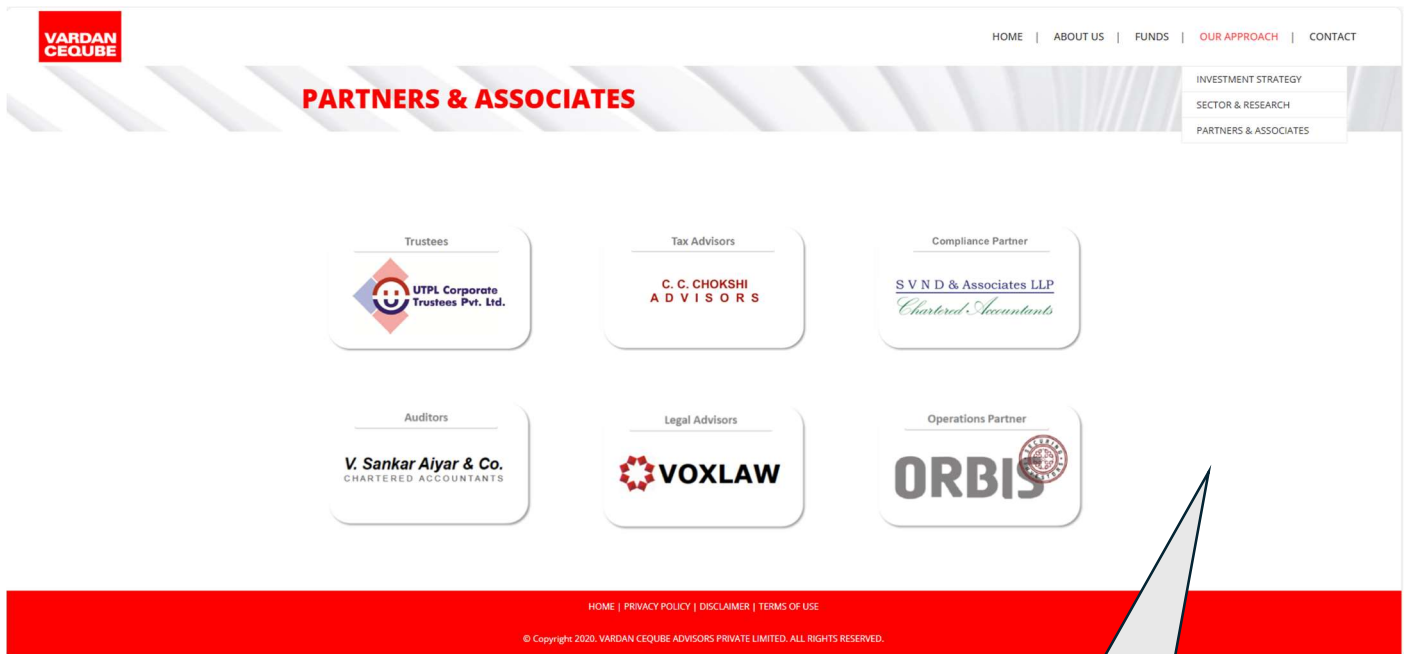 VARDAN
CEQUBE
HOME | ABOUT US | FUNDS | OUR APPROACH | CONTACT
INVESTMENT STRATEGY
SECTOR & RESEARCH
PARTNERS & ASSOCIATES
PARTNERS & ASSOCIATES
Trustees
UTPL Corporate
Trustees Pvt. Ltd.
Tax Advisors
C. C. CHOKSHI
ADVISORS
Compliance Partner
S V N D & Associates LLP
Chartered Accountants
Auditors
V. Sankar Aiyar & Co.
CHARTERED ACCOUNTANTS
Legal Advisors
VOXLAW
Operations Partner
ORBIS
SECURING
HOME | PRIVACY POLICY | DISCLAIMER | TERMS OF USE
© Copyright 2020. VARDAN CEQUBE ADVISORS PRIVATE LIMITED. ALL RIGHTS RESERVED.